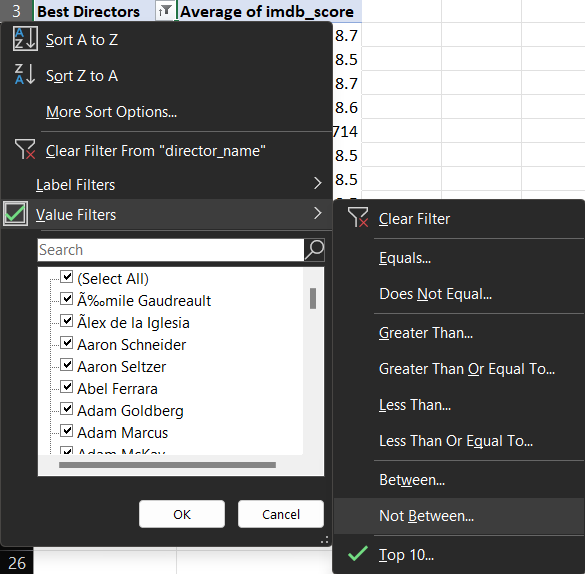 3 Best Directors Average of imdb_score
Sort A to Z
8.7
8.5
Sort Z to A
8.7
More Sort Options...
8.6
714
Clear Filter From "director_name"
8.5
Label Filters
8.5
Value Filters
Clear Filter
Search
Equals...
(Select All)
Does Not Equal...
Ã‰mile Gaudreault
Ãlex de la Iglesia
Greater Than...
Aaron Schneider
Aaron Seltzer
Greater Than Or Equal To...
Abel Ferrara
Less Than...
Adam Goldberg
Adam Marcus
Less Than Or Equal To...
Adam McKay
Between...
OK Cancel
Not Between...
Top 10...
26